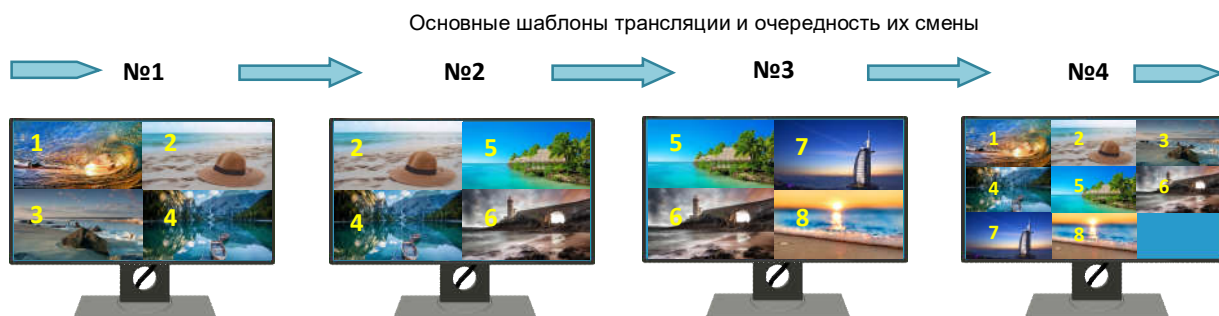 Основные шаблоны трансляции и очередность их смены
№1 №2 №3 №4
1 2 2 5 5 7 1 2 3
4 5 6
3 4 4 6 6 8 7 8